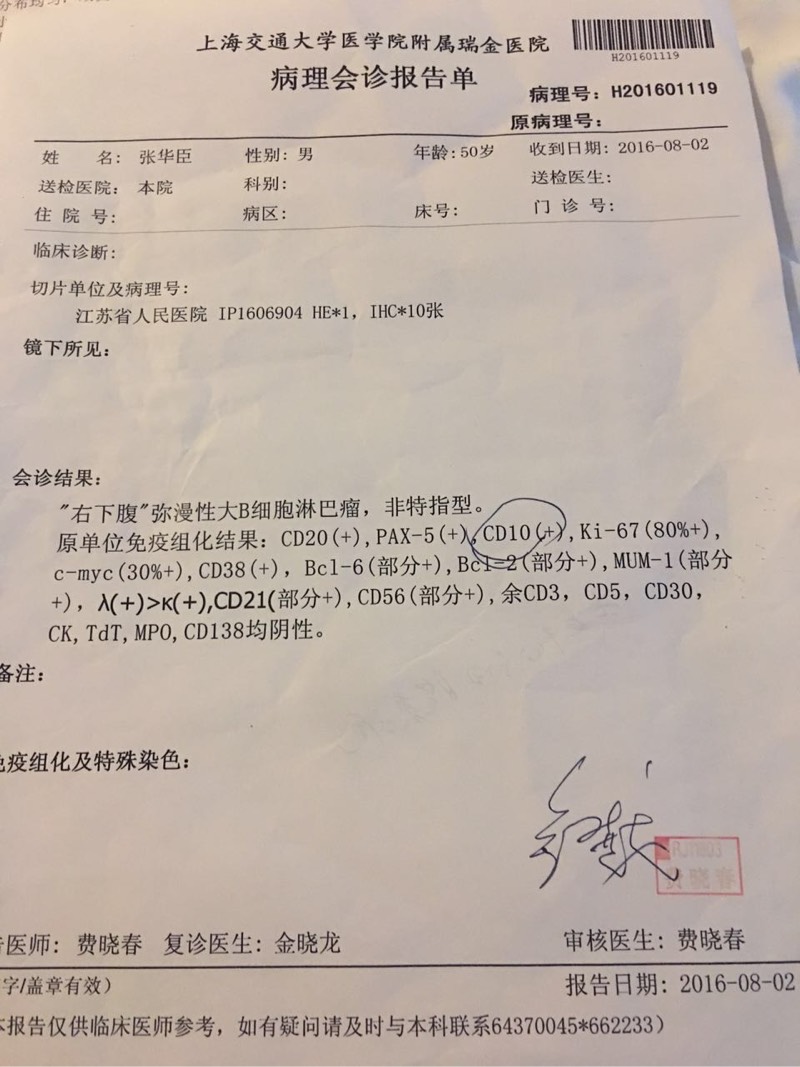 分布均匀
上海交通大学医学院附属瑞金医院
H201601119
病理会诊报告单
病理号：H201601119
原病理号：
姓 名： 张华臣 性别：男 年龄：50岁 收到日期：2016-08-02
送检医院： 本院 科别： 送检医生：
住 院 号： 病区： 床号： 门 诊 号：
临床诊断：
切片单位及病理号：
江苏省人民医院 IP1606904 HE*1, IHC*10张
镜下所见：
会诊结果：
"右下腹"弥漫性大B细胞淋巴瘤，非特指型。
原单位免疫组化结果：CD20(+),PAX-5(+),CD10(+),Ki-67(80%+),
c-myc(30%+),CD38(+), Bcl-6(部分+),Bcl-2(部分+),MUM-1(部分
+), λ(+)>κ(+),CD21(部分+),CD56(部分+),余CD3, CD5, CD30,
CK,TdT,MPO,CD138均阴性。
备注：
疫组化及特殊染色：
医师： 费晓春 复诊医生：金晓龙 审核医生：费晓春
字/盖章有效） 报告日期：2016-08-02
本报告仅供临床医师参考，如有疑问请及时与本科联系64370045*662233）